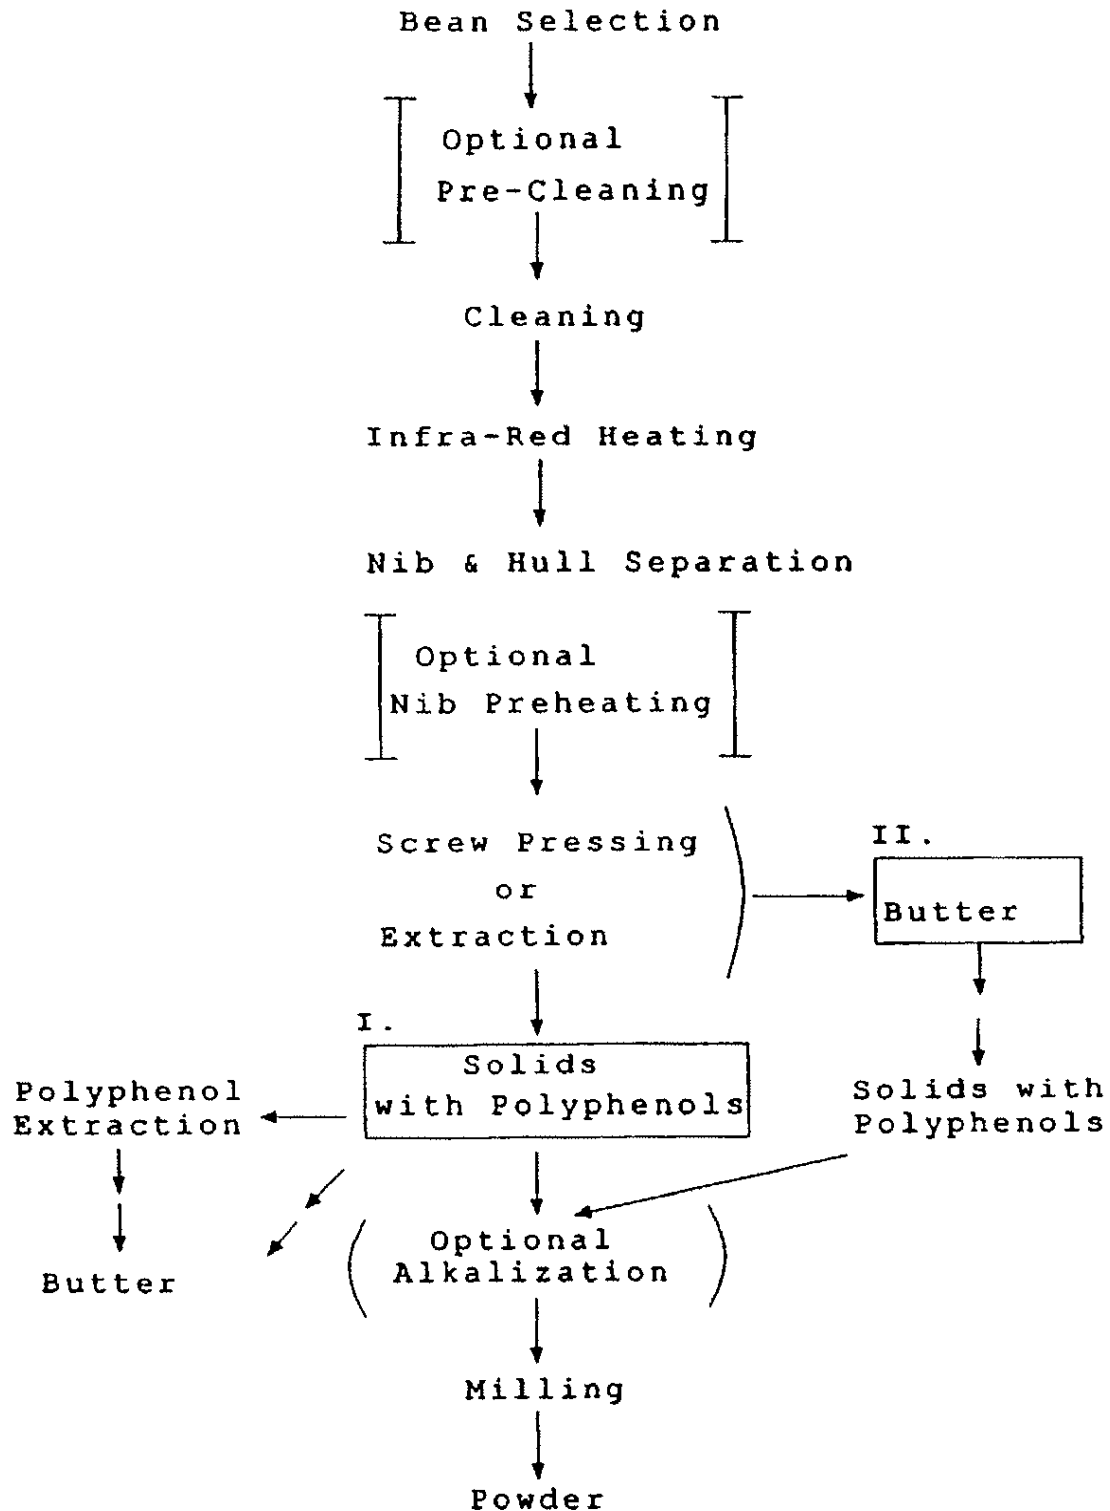 Bean Selection
Optional
Pre-Cleaning
Cleaning
Infra-Red Heating
Nib & Hull Separation
Optional
Nib Preheating
Screw Pressing
or
Extraction
II.
Butter
I.
Solids
with Polyphenols
Polyphenol
Extraction
Solids with
Polyphenols
Butter
Optional
Alkalization
Milling
Powder